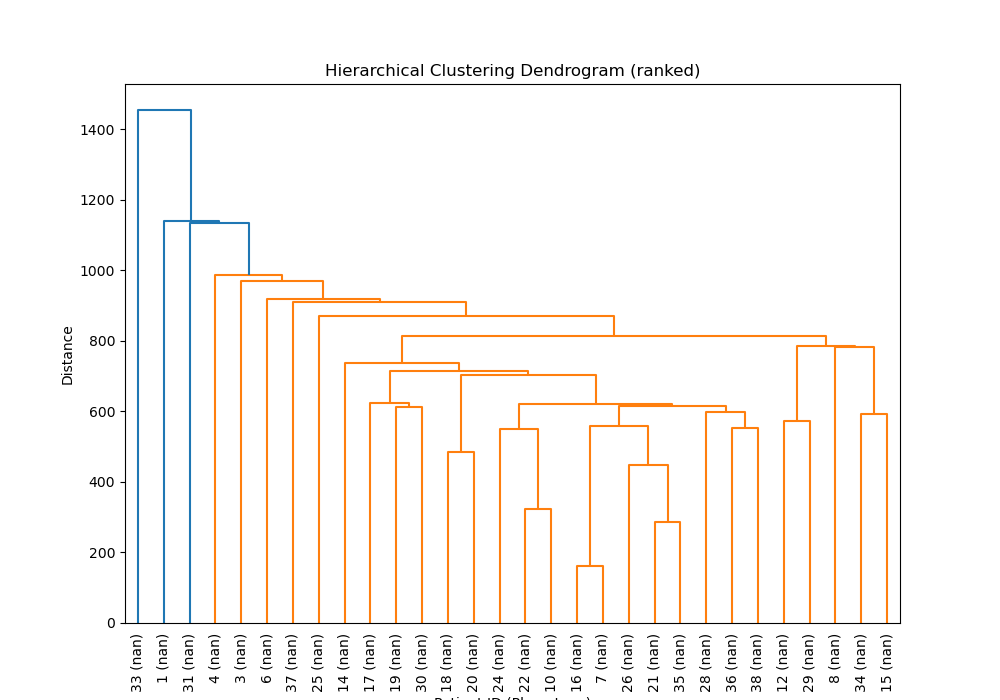 Hierarchical Clustering Dendrogram (ranked)
Distance
1400
1200
1000
800
600
400
200
0
33 (nan)
1 (nan)
31 (nan)
4 (nan)
3 (nan)
6 (nan)
37 (nan)
25 (nan)
14 (nan)
17 (nan)
19 (nan)
30 (nan)
18 (nan)
20 (nan)
24 (nan)
22 (nan)
10 (nan)
16 (nan)
7 (nan)
26 (nan)
21 (nan)
35 (nan)
28 (nan)
36 (nan)
38 (nan)
12 (nan)
29 (nan)
8 (nan)
34 (nan)
15 (nan)